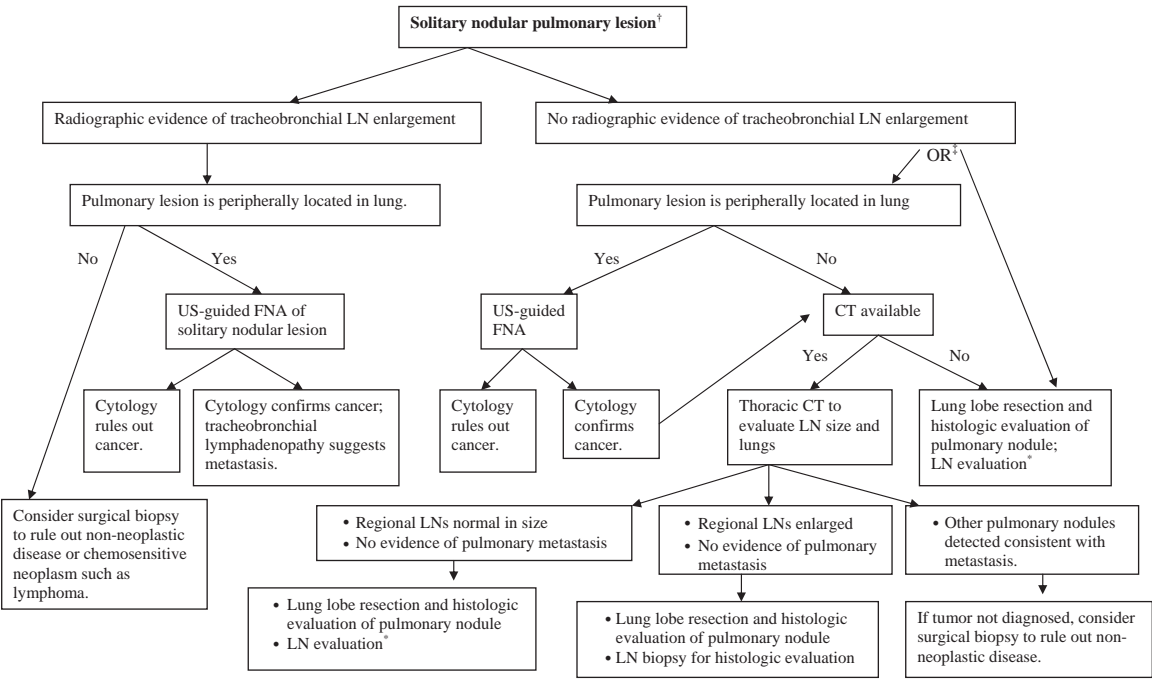 Solitary nodular pulmonary lesion†
Radiographic evidence of tracheobronchial LN enlargement
No radiographic evidence of tracheobronchial LN enlargement
OR‡
Pulmonary lesion is peripherally located in lung.
Pulmonary lesion is peripherally located in lung
No
Yes
Yes
No
US-guided FNA of
solitary nodular lesion
US-guided
FNA
CT available
Yes
No
Cytology
rules out
cancer.
Cytology confirms cancer;
tracheobronchial
lymphadenopathy suggests
metastasis.
Cytology
rules out
cancer.
Cytology
confirms
cancer.
Thoracic CT to
evaluate LN size and
lungs
Lung lobe resection and
histologic evaluation of
pulmonary nodule;
LN evaluation*
Consider surgical biopsy
to rule out non-neoplastic
disease or chemosensitive
neoplasm such as
lymphoma.
• Regional LNs normal in size
• No evidence of pulmonary metastasis
• Regional LNs enlarged
• No evidence of pulmonary
metastasis
• Other pulmonary nodules
detected consistent with
metastasis.
• Lung lobe resection and histologic
evaluation of pulmonary nodule
• LN evaluation*
• Lung lobe resection and histologic
evaluation of pulmonary nodule
• LN biopsy for histologic evaluation
If tumor not diagnosed, consider
surgical biopsy to rule out non-
neoplastic disease.